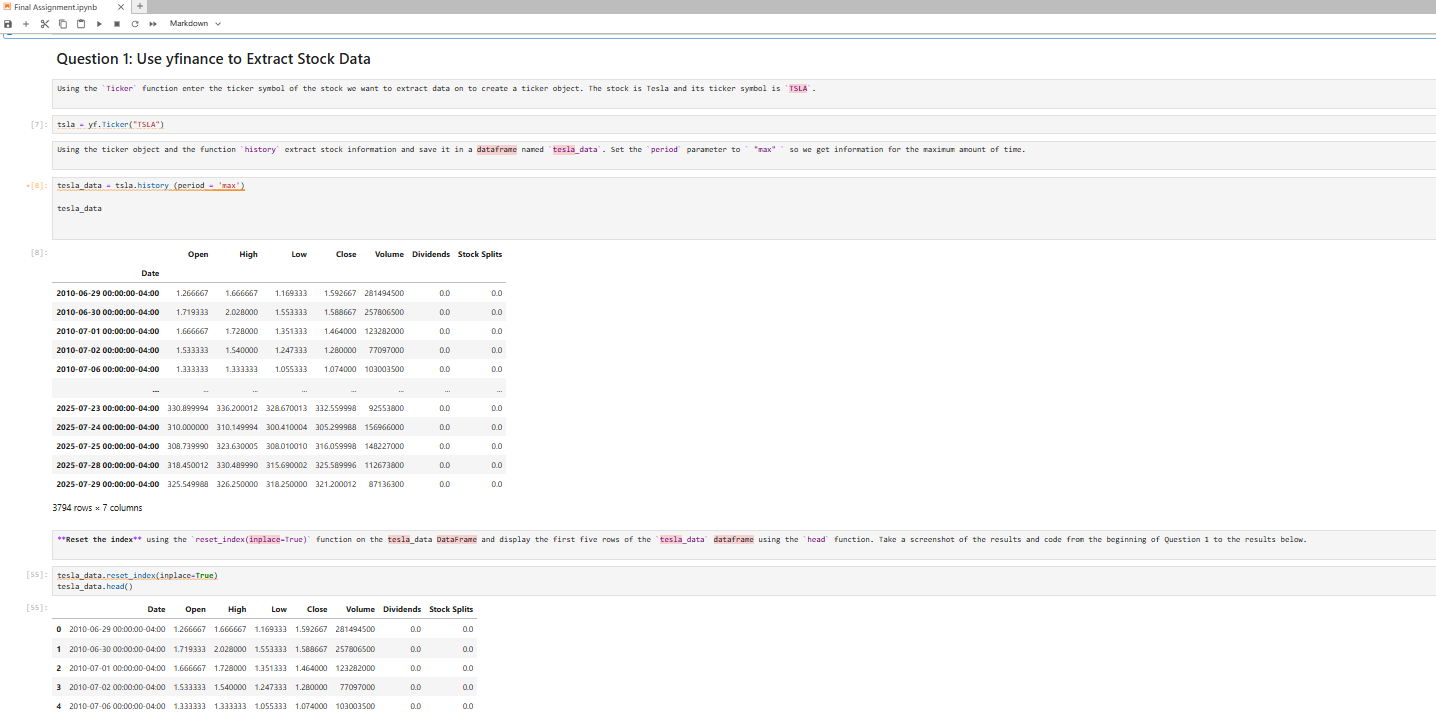 Final Assignment.ipynb
Markdown
Question 1: Use yfinance to Extract Stock Data
Using the `Ticker` function enter the ticker symbol of the stock we want to extract data on to create a ticker object. The stock is Tesla and its ticker symbol is `TSLA`.
[7]: tsla = yf.Ticker("TSLA")
Using the ticker object and the function `history` extract stock information and save it in a dataframe named `tesla_data`. Set the `period` parameter to ` "max" ` so we get information for the maximum amount of time.
[8]: tesla_data = tsla.history (period = 'max')
tesla_data
[8]: Open High Low Close Volume Dividends Stock Splits
Date
2010-06-29 00:00:00-04:00 1.266667 1.666667 1.169333 1.592667 281494500 0.0 0.0
2010-06-30 00:00:00-04:00 1.719333 2.028000 1.553333 1.588667 257806500 0.0 0.0
2010-07-01 00:00:00-04:00 1.666667 1.728000 1.351333 1.464000 123282000 0.0 0.0
2010-07-02 00:00:00-04:00 1.533333 1.540000 1.247333 1.280000 77097000 0.0 0.0
2010-07-06 00:00:00-04:00 1.333333 1.333333 1.055333 1.074000 103003500 0.0 0.0
... ... ... ... ... ... ... ...
2025-07-23 00:00:00-04:00 330.899994 336.200012 328.670013 332.559998 92553800 0.0 0.0
2025-07-24 00:00:00-04:00 310.000000 310.149994 300.410004 305.299988 156966000 0.0 0.0
2025-07-25 00:00:00-04:00 308.739990 323.630005 308.010010 316.059998 148227000 0.0 0.0
2025-07-28 00:00:00-04:00 318.450012 330.489990 315.690002 325.589996 112673800 0.0 0.0
2025-07-29 00:00:00-04:00 325.549988 326.250000 318.250000 321.200012 87136300 0.0 0.0
3794 rows × 7 columns
**Reset the index** using the `reset_index(inplace=True)` function on the tesla_data DataFrame and display the first five rows of the `tesla_data` dataframe using the `head` function. Take a screenshot of the results and code from the beginning of Question 1 to the results below.
[55]: tesla_data.reset_index(inplace=True)
tesla_data.head()
[55]: Date Open High Low Close Volume Dividends Stock Splits
0 2010-06-29 00:00:00-04:00 1.266667 1.666667 1.169333 1.592667 281494500 0.0 0.0
1 2010-06-30 00:00:00-04:00 1.719333 2.028000 1.553333 1.588667 257806500 0.0 0.0
2 2010-07-01 00:00:00-04:00 1.666667 1.728000 1.351333 1.464000 123282000 0.0 0.0
3 2010-07-02 00:00:00-04:00 1.533333 1.540000 1.247333 1.280000 77097000 0.0 0.0
4 2010-07-06 00:00:00-04:00 1.333333 1.333333 1.055333 1.074000 103003500 0.0 0.0